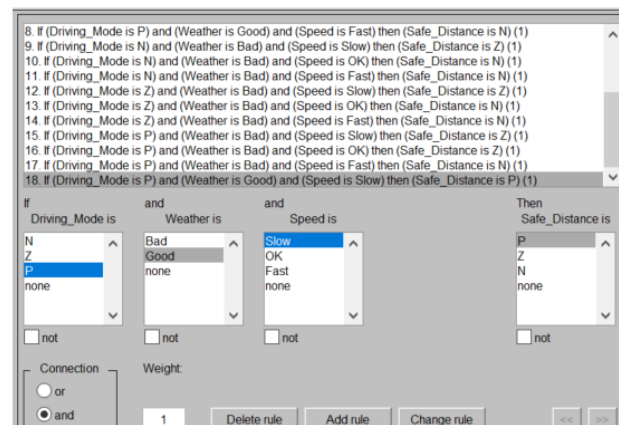 8. If (Driving_Mode is P) and (Weather is Good) and (Speed is Fast) then (Safe_Distance is N) (1)
9. If (Driving_Mode is N) and (Weather is Bad) and (Speed is Slow) then (Safe_Distance is Z) (1)
10. If (Driving_Mode is N) and (Weather is Bad) and (Speed is OK) then (Safe_Distance is N) (1)
11. If (Driving_Mode is N) and (Weather is Bad) and (Speed is Fast) then (Safe_Distance is N) (1)
12. If (Driving_Mode is Z) and (Weather is Bad) and (Speed is Slow) then (Safe_Distance is Z) (1)
13. If (Driving_Mode is Z) and (Weather is Bad) and (Speed is OK) then (Safe_Distance is N) (1)
14. If (Driving_Mode is Z) and (Weather is Bad) and (Speed is Fast) then (Safe_Distance is N) (1)
15. If (Driving_Mode is P) and (Weather is Bad) and (Speed is Slow) then (Safe_Distance is Z) (1)
16. If (Driving_Mode is P) and (Weather is Bad) and (Speed is OK) then (Safe_Distance is Z) (1)
17. If (Driving_Mode is P) and (Weather is Bad) and (Speed is Fast) then (Safe_Distance is N) (1)
18. If (Driving_Mode is P) and (Weather is Good) and (Speed is Slow) then (Safe_Distance is P) (1)
If and and Then
Driving_Mode is Weather is Speed is Safe_Distance is
N Bad Slow P
Z Good OK Z
P none Fast N
none none none
not not not not
Connection Weight:
or
and 1 Delete rule Add rule Change rule << >>